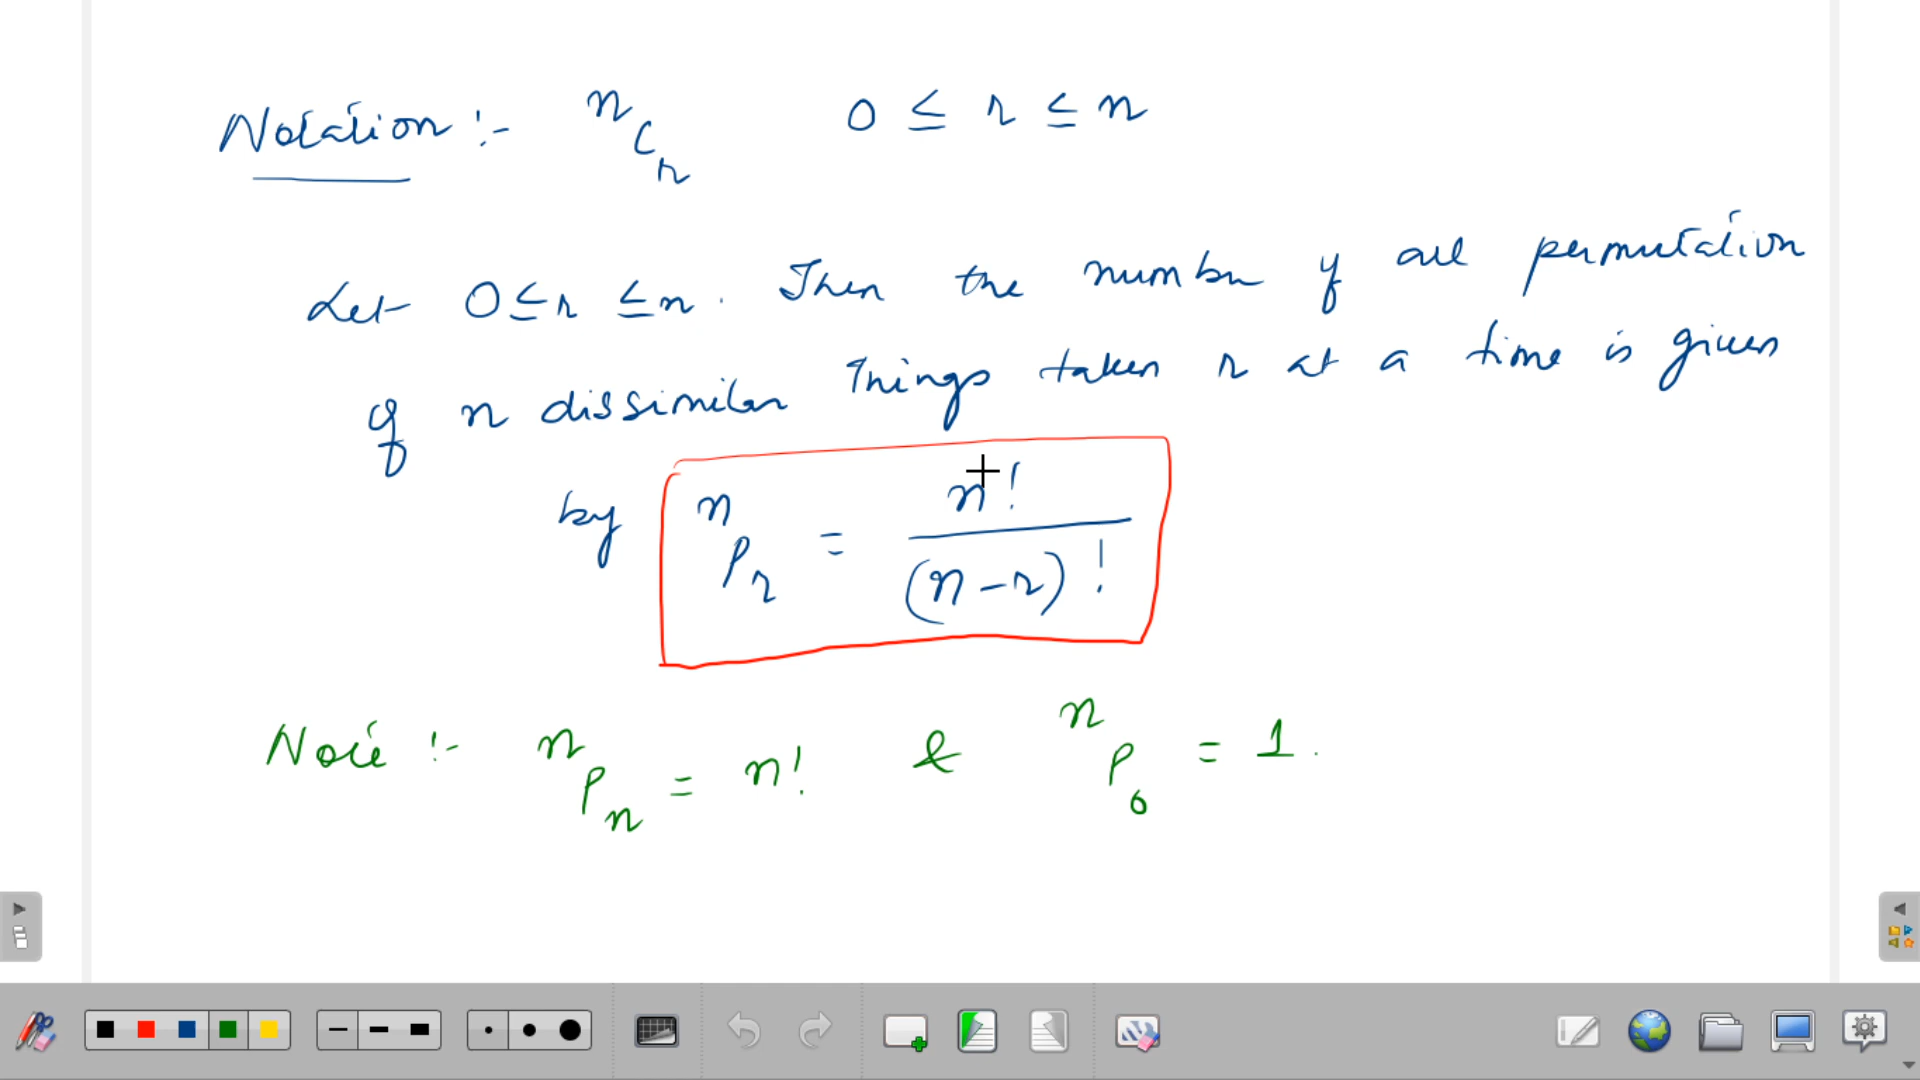 Notation :- ⁿCᵣ 0 ≤ r ≤ n
Let 0 ≤ r ≤ n. Then the number of all permutation
of n dissimilar things taken r at a time is given
by ⁿPᵣ = n! / (n-r)!
Note :- ⁿPₙ = n! & ⁿP₀ = 1.